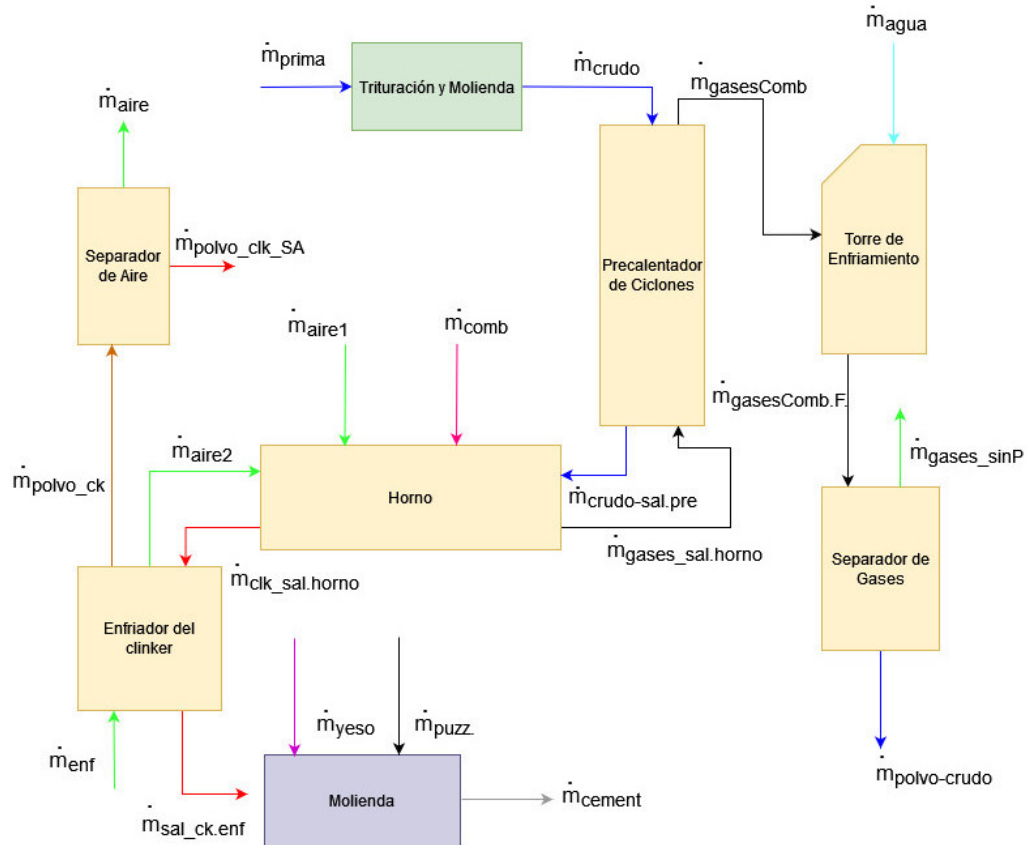 ṁagua
ṁprima
ṁcrudo
ṁgasesComb
Trituración y Molienda
ṁaire
Separador
de Aire
ṁpolvo_clk_SA
Precalentador
de Ciclones
Torre de
Enfriamiento
ṁaire1
ṁcomb
ṁgasesComb.F.
ṁaire2
ṁgases_sinP
ṁpolvo_ck
Horno
ṁcrudo-sal.pre
ṁgases_sal.horno
ṁclk_sal.horno
Separador de
Gases
Enfriador del
clinker
ṁyeso
ṁpuzz.
ṁenf
ṁpolvo-crudo
Molienda
ṁcement
ṁsal_ck.enf